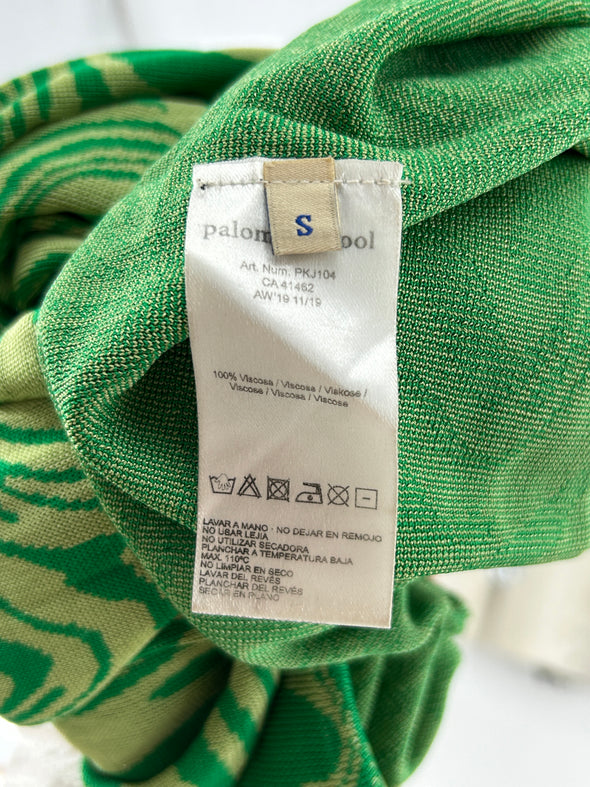 S
palom ool
Art. Num. PKJ104
CA 41462
AW'19 11/19
100% Viscosa / Viscosa / Viskose /
Viscose / Viscosa / Viscose
LAVAR A MANO · NO DEJAR EN REMOJO
NO USAR LEJÍA
NO UTILIZAR SECADORA
PLANCHAR A TEMPERATURA BAJA
MAX. 110ºC
NO LIMPIAR EN SECO
LAVAR DEL REVÉS
PLANCHAR DEL REVÉS
SECAR EN PLANO